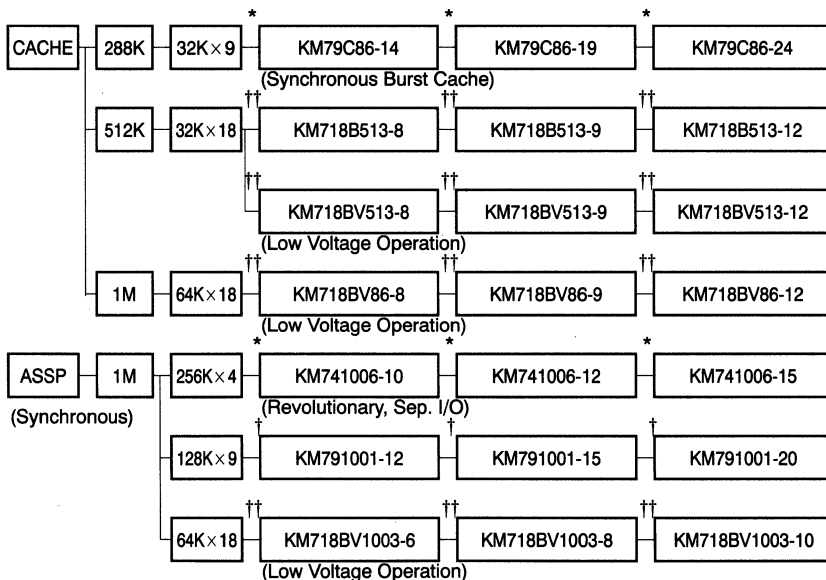 * * *
CACHE 288K 32K×9 KM79C86-14 KM79C86-19 KM79C86-24
(Synchronous Burst Cache)
†† †† ††
512K 32K×18 KM718B513-8 KM718B513-9 KM718B513-12
†† †† ††
KM718BV513-8 KM718BV513-9 KM718BV513-12
(Low Voltage Operation)
†† †† ††
1M 64K×18 KM718BV86-8 KM718BV86-9 KM718BV86-12
(Low Voltage Operation)
* * *
ASSP 1M 256K×4 KM741006-10 KM741006-12 KM741006-15
(Synchronous) (Revolutionary, Sep. I/O)
† † †
128K×9 KM791001-12 KM791001-15 KM791001-20
†† †† ††
64K×18 KM718BV1003-6 KM718BV1003-8 KM718BV1003-10
(Low Voltage Operation)